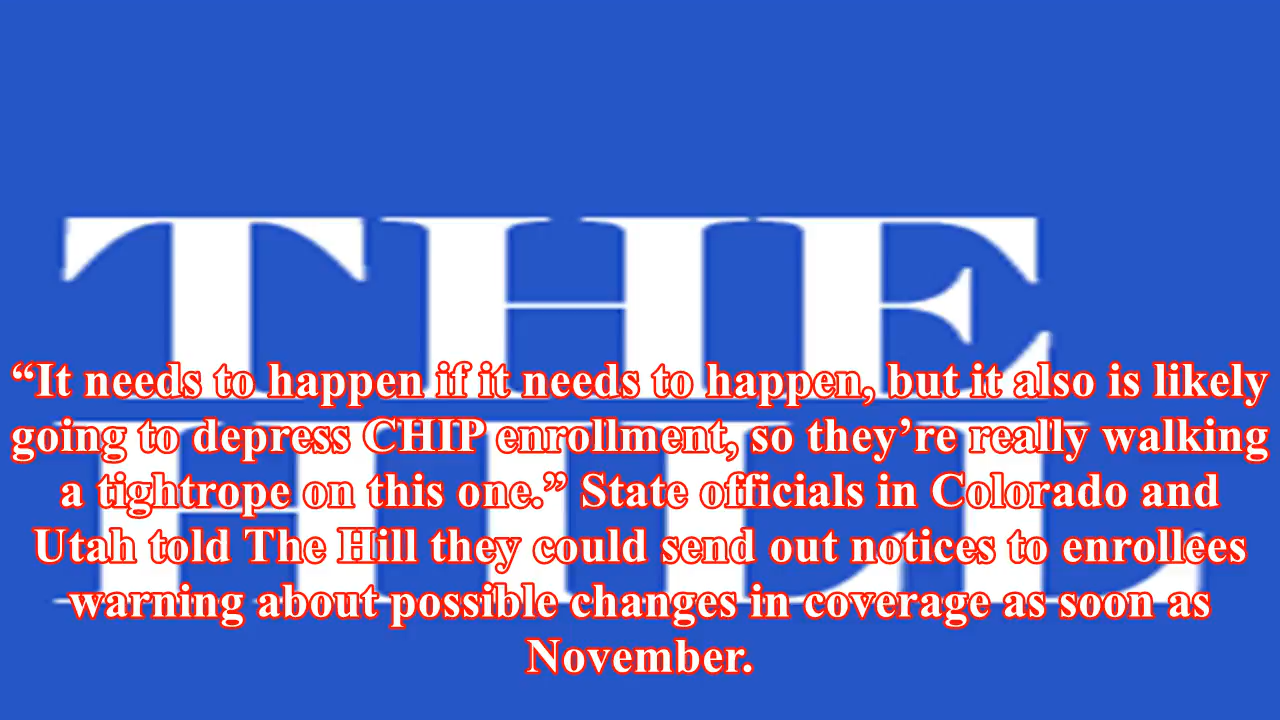 THE
HILL
“It needs to happen if it needs to happen, but it also is likely
going to depress CHIP enrollment, so they’re really walking
a tightrope on this one.” State officials in Colorado and
Utah told The Hill they could send out notices to enrollees
warning about possible changes in coverage as soon as
November.